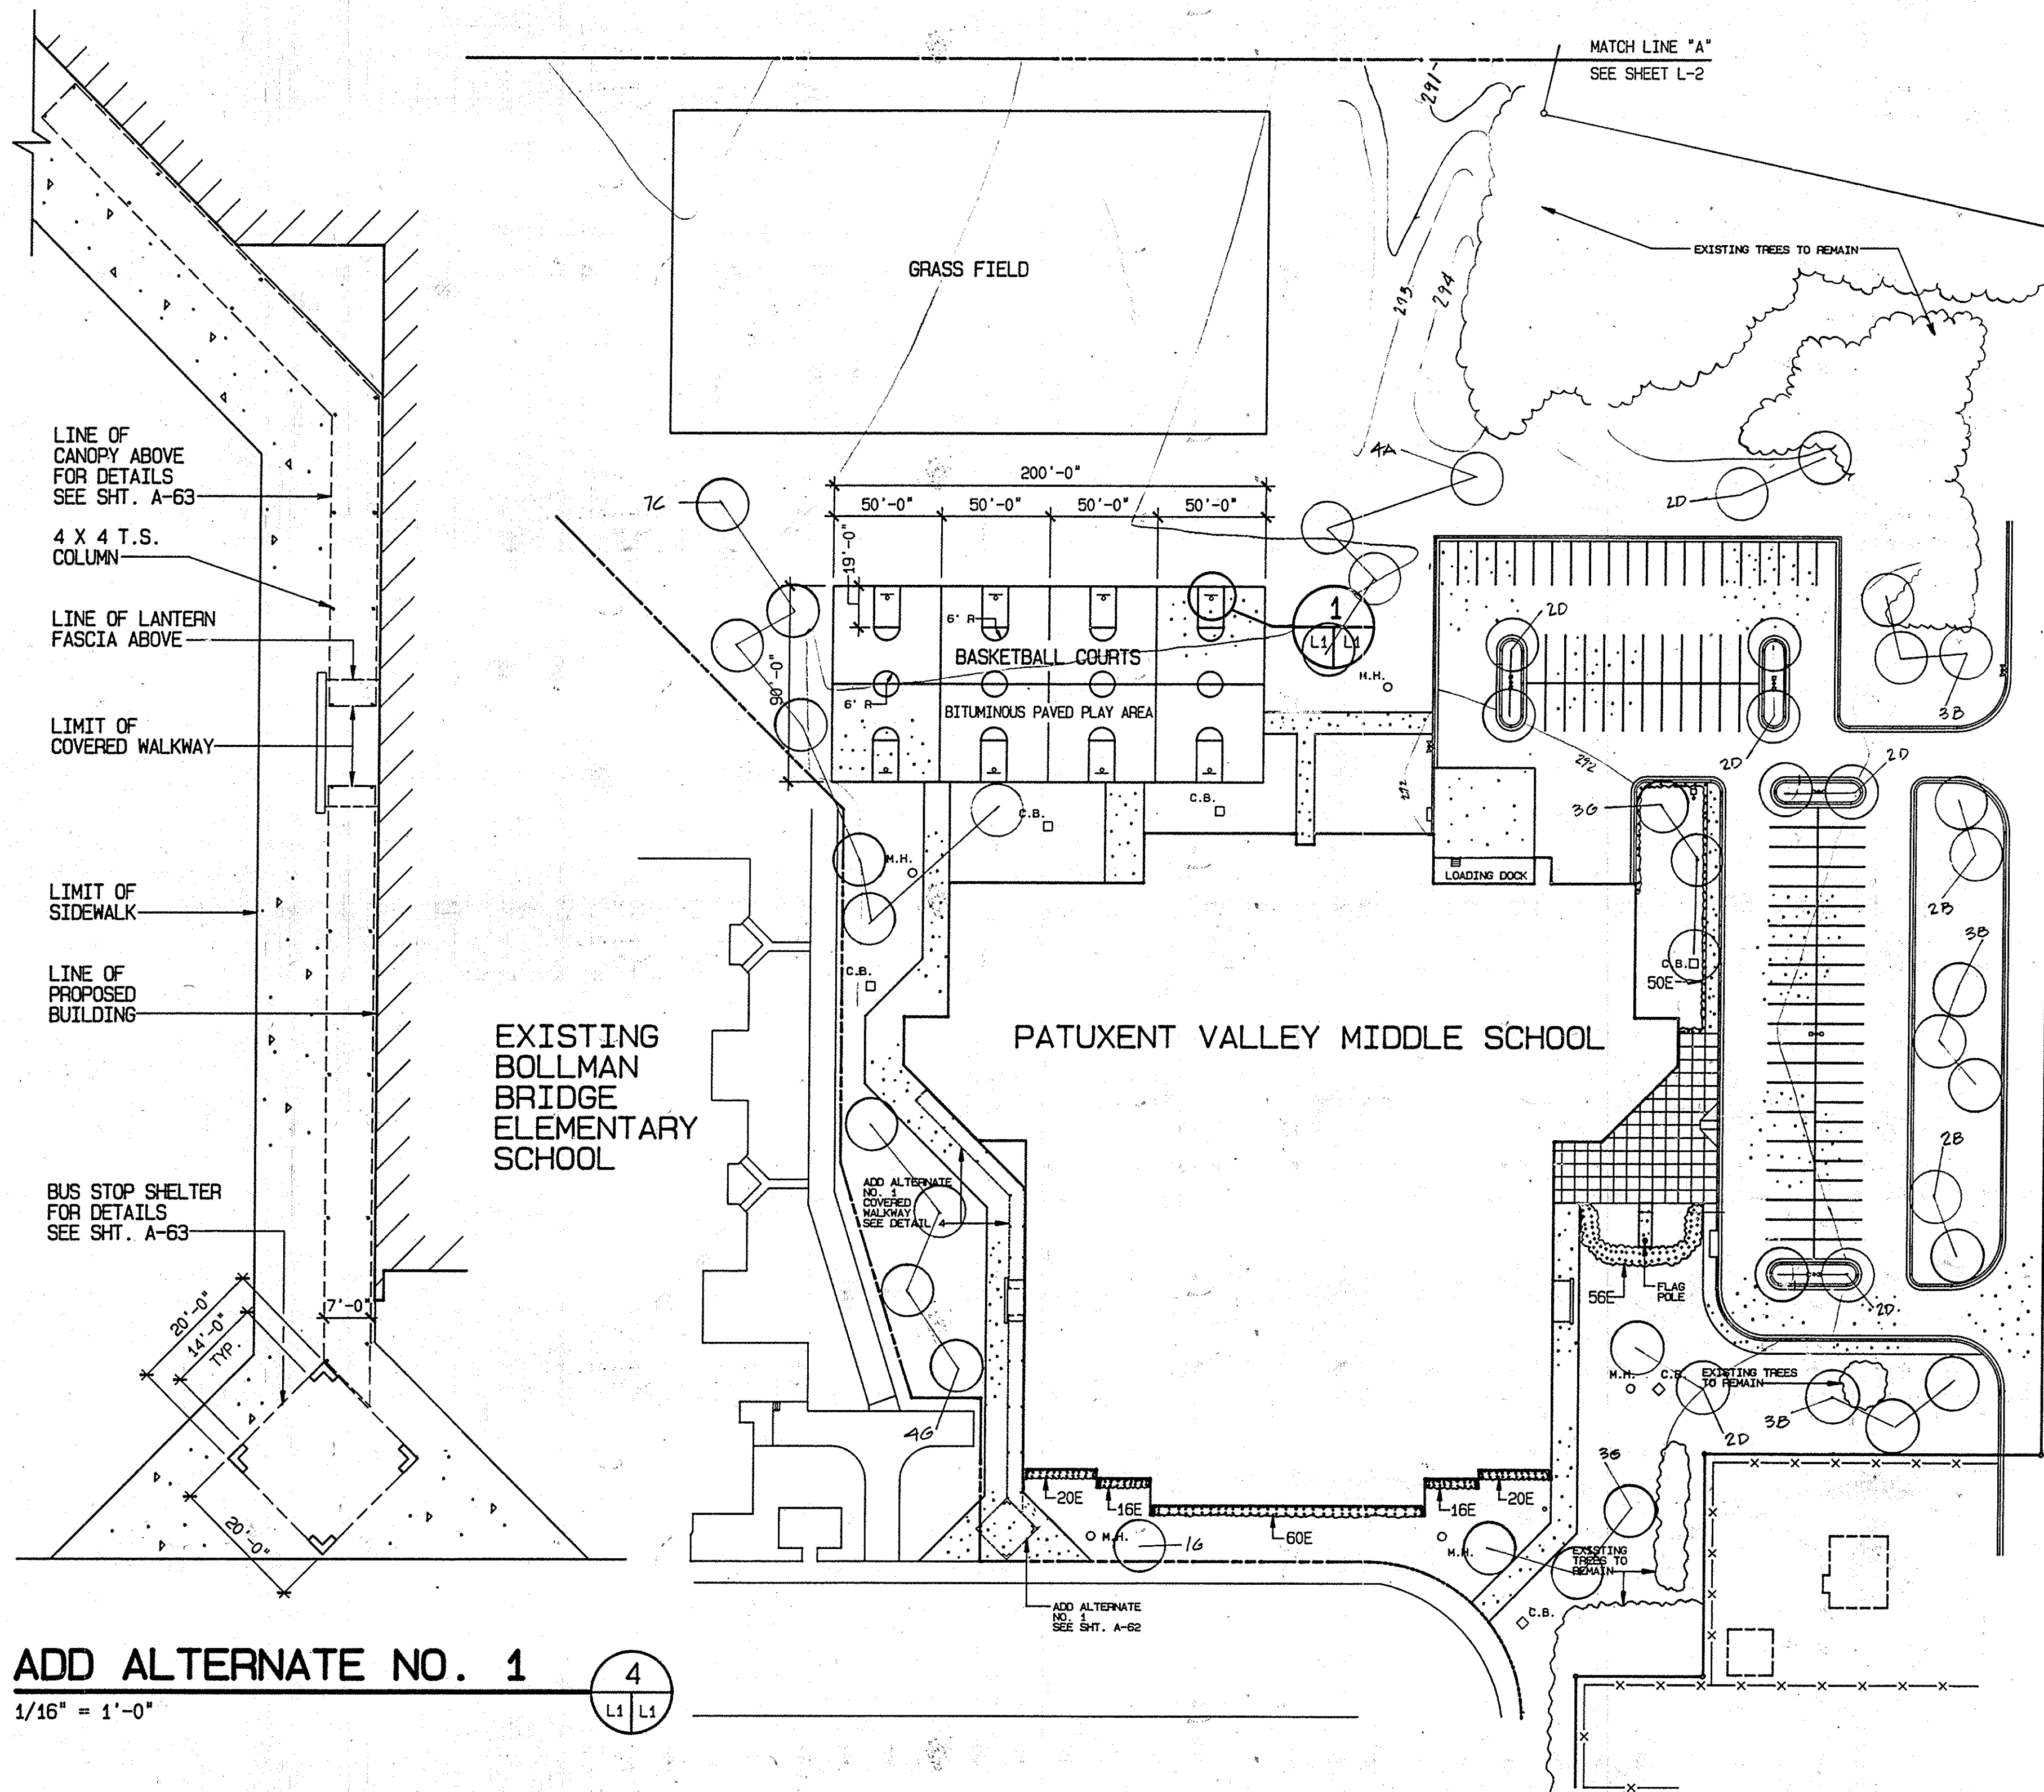 MATCH LINE "A"
SEE SHEET L-2
291
EXISTING TREES TO REMAIN
GRASS FIELD
293
294
LINE OF
CANOPY ABOVE
FOR DETAILS
SEE SHT. A-63
4 X 4 T.S.
COLUMN
LINE OF LANTERN
FASCIA ABOVE
LIMIT OF
COVERED WALKWAY
LIMIT OF
SIDEWALK
LINE OF
PROPOSED
BUILDING
BUS STOP SHELTER
FOR DETAILS
SEE SHT. A-63
20'-0"
14'-0"
TYP.
7'-0"
20'-0"
ADD ALTERNATE NO. 1
1/16" = 1'-0"
4
L1 L1
4A
2D
7C
200'-0"
50'-0" 50'-0" 50'-0" 50'-0"
19'-0"
90'-0"
6' R
BASKETBALL COURTS
6' R
BITUMINOUS PAVED PLAY AREA
1
L1 L1
M.H.
2D
2D
3B
2D
292
292
3G
C.B.
C.B.
M.H.
LOADING DOCK
2B
3B
C.B.
C.B.
50E
EXISTING
BOLLMAN
BRIDGE
ELEMENTARY
SCHOOL
PATUXENT VALLEY MIDDLE SCHOOL
2B
ADD ALTERNATE
NO. 1
COVERED
WALKWAY
SEE DETAIL 4
56E
FLAG
POLE
2D
M.H.
C.B.
EXISTING TREES
TO REMAIN
3B
2D
4G
3G
20E
16E
60E
16E
20E
M.H.
1G
M.H.
EXISTING
TREES TO
REMAIN
C.B.
ADD ALTERNATE
NO. 1
SEE SHT. A-62